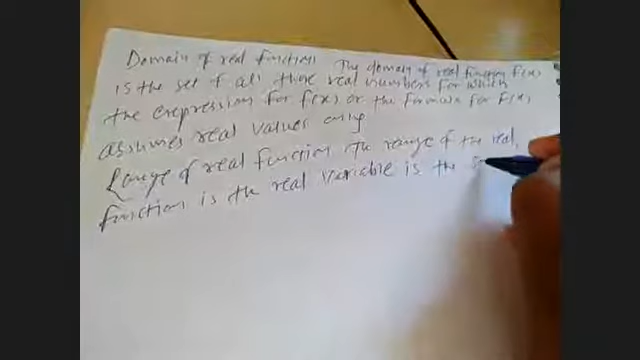 Domain of real function The domain of real function f(x)
is the set of all those real numbers for which
the expression for f(x) or the formula for f(x)
assumes real values only
Range of real function The range of the real
function is the real variable is the s